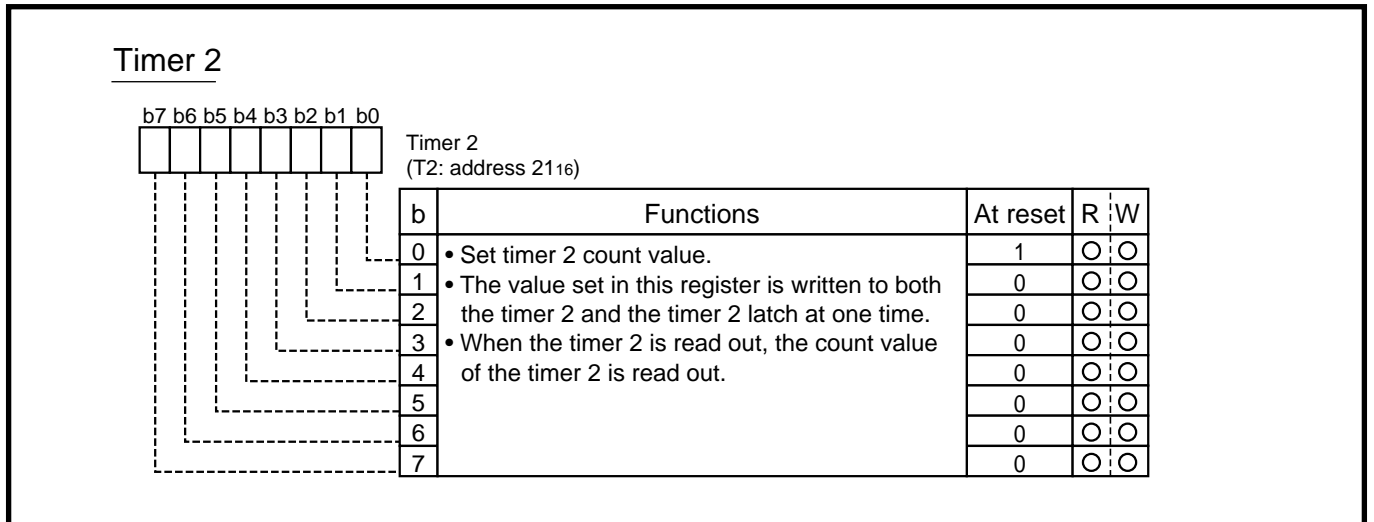 Timer 2
b7 b6 b5 b4 b3 b2 b1 b0
Timer 2
(T2: address 2116)
b Functions At reset R W
0 • Set timer 2 count value. 1 O O
1 • The value set in this register is written to both 0 O O
2 the timer 2 and the timer 2 latch at one time. 0 O O
3 • When the timer 2 is read out, the count value 0 O O
4 of the timer 2 is read out. 0 O O
5 0 O O
6 0 O O
7 0 O O